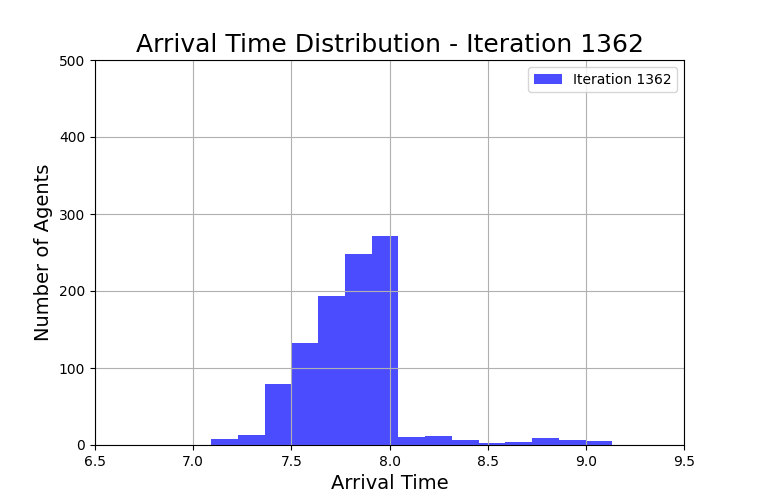 Arrival Time Distribution - Iteration 1362
Iteration 1362
500
400
300
200
100
0
Number of Agents
6.5 7.0 7.5 8.0 8.5 9.0 9.5
Arrival Time